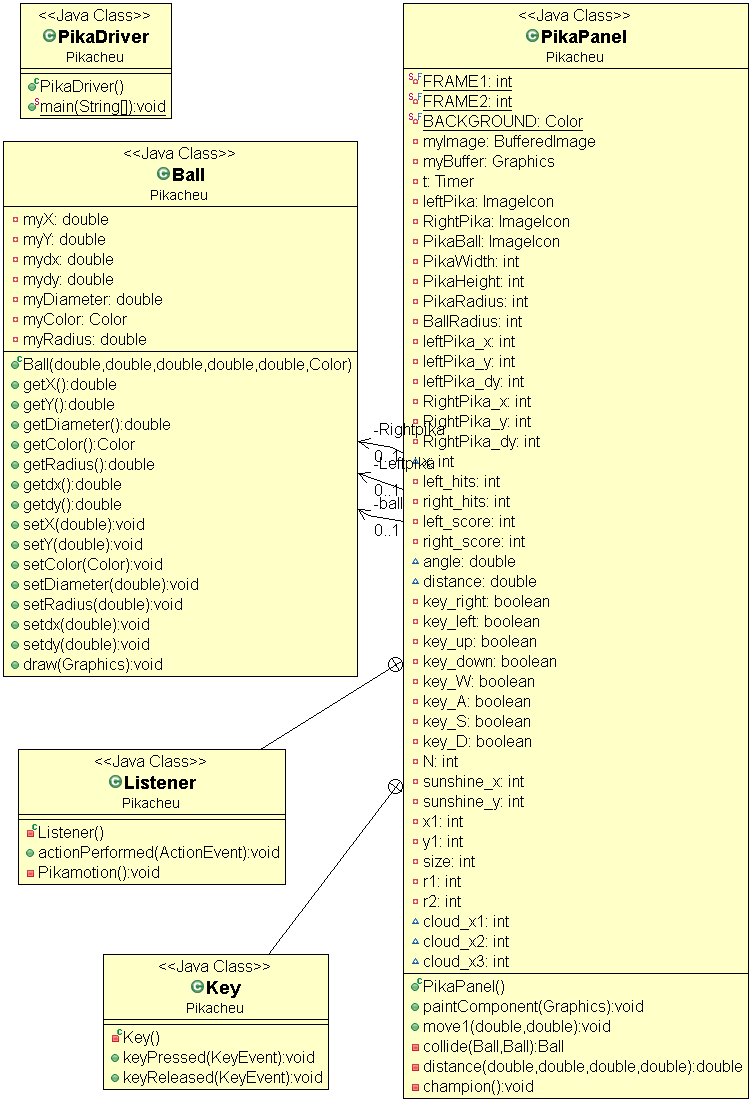 <<Java Class>>
PikaDriver
Pikacheu
PikaDriver()
main(String[]):void
<<Java Class>>
Ball
Pikacheu
myX: double
myY: double
mydx: double
mydy: double
myDiameter: double
myColor: Color
myRadius: double
Ball(double,double,double,double,double,Color)
getX():double
getY():double
getDiameter():double
getColor():Color
getRadius():double
getdx():double
getdy():double
setX(double):void
setY(double):void
setColor(Color):void
setDiameter(double):void
setRadius(double):void
setdx(double):void
setdy(double):void
draw(Graphics):void
-Rightpika
0..1
-Leftpika
0..1
-ball
0..1
<<Java Class>>
Listener
Pikacheu
Listener()
actionPerformed(ActionEvent):void
Pikamotion():void
<<Java Class>>
Key
Pikacheu
Key()
keyPressed(KeyEvent):void
keyReleased(KeyEvent):void
<<Java Class>>
PikaPanel
Pikacheu
FRAME1: int
FRAME2: int
BACKGROUND: Color
myImage: BufferedImage
myBuffer: Graphics
t: Timer
leftPika: ImageIcon
RightPika: ImageIcon
PikaBall: ImageIcon
PikaWidth: int
PikaHeight: int
PikaRadius: int
BallRadius: int
leftPika_x: int
leftPika_y: int
leftPika_dy: int
RightPika_x: int
RightPika_y: int
RightPika_dy: int
x: int
left_hits: int
right_hits: int
left_score: int
right_score: int
angle: double
distance: double
key_right: boolean
key_left: boolean
key_up: boolean
key_down: boolean
key_W: boolean
key_A: boolean
key_S: boolean
key_D: boolean
N: int
sunshine_x: int
sunshine_y: int
x1: int
y1: int
size: int
r1: int
r2: int
cloud_x1: int
cloud_x2: int
cloud_x3: int
PikaPanel()
paintComponent(Graphics):void
move1(double,double):void
collide(Ball,Ball):Ball
distance(double,double,double,double):double
champion():void